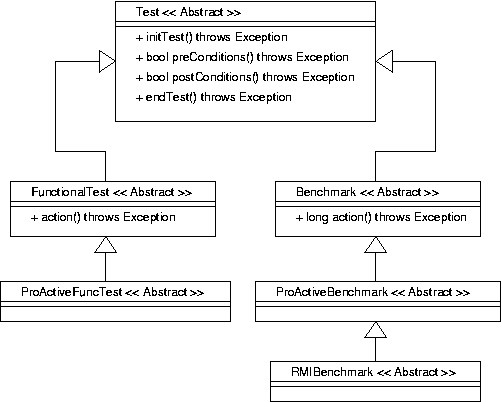 Test << Abstract >>
+ initTest() throws Exception
+ bool preConditions() throws Exception
+ bool postConditions() throws Exception
+ endTest() throws Exception
FunctionalTest << Abstract >>
+ action() throws Exception
Benchmark << Abstract >>
+ long action() throws Exception
ProActiveFuncTest << Abstract >>
ProActiveBenchmark << Abstract >>
RMIBenchmark << Abstract >>